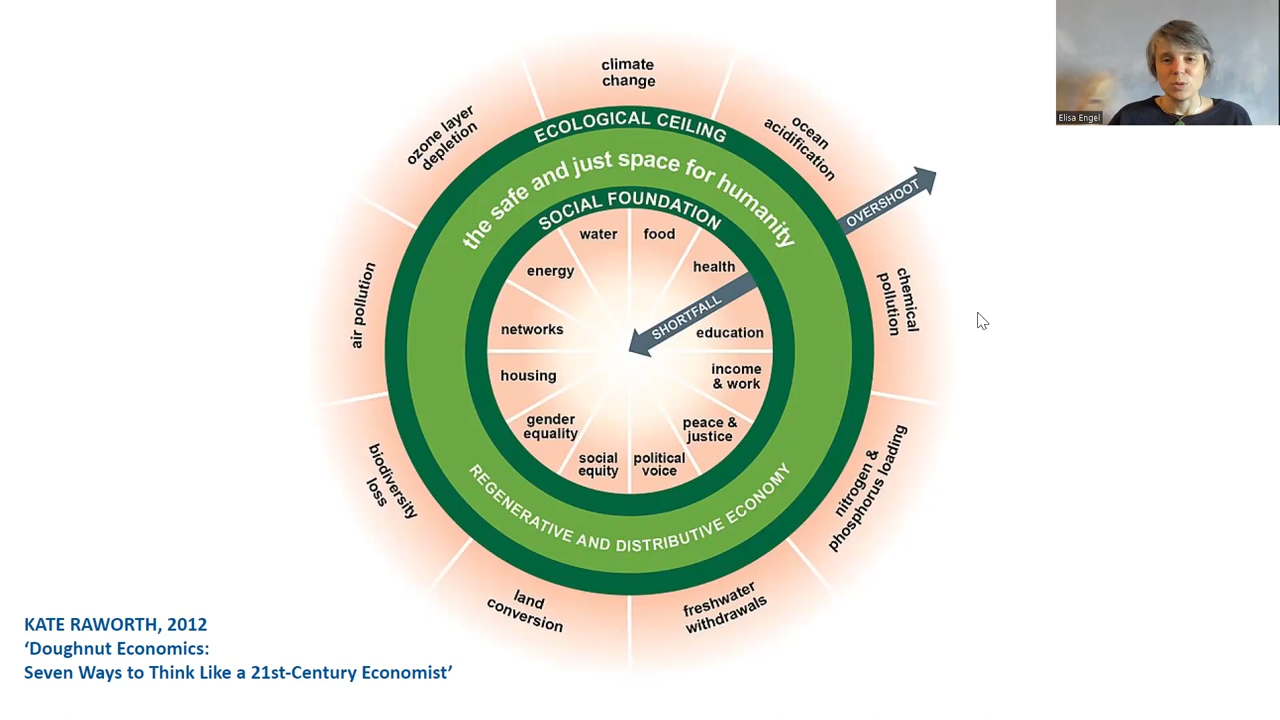 climate
change
ozone layer
depletion
ocean
acidification
ECOLOGICAL CEILING
the safe and just space for humanity
SOCIAL FOUNDATION
OVERSHOOT
water
food
energy
health
SHORTFALL
networks
education
housing
income
& work
gender
equality
peace &
justice
social
equity
political
voice
REGENERATIVE AND DISTRIBUTIVE ECONOMY
air pollution
chemical
pollution
biodiversity
loss
nitrogen &
phosphorus loading
land
conversion
freshwater
withdrawals
KATE RAWORTH, 2012
‘Doughnut Economics:
Seven Ways to Think Like a 21st-Century Economist’
Elisa Engel